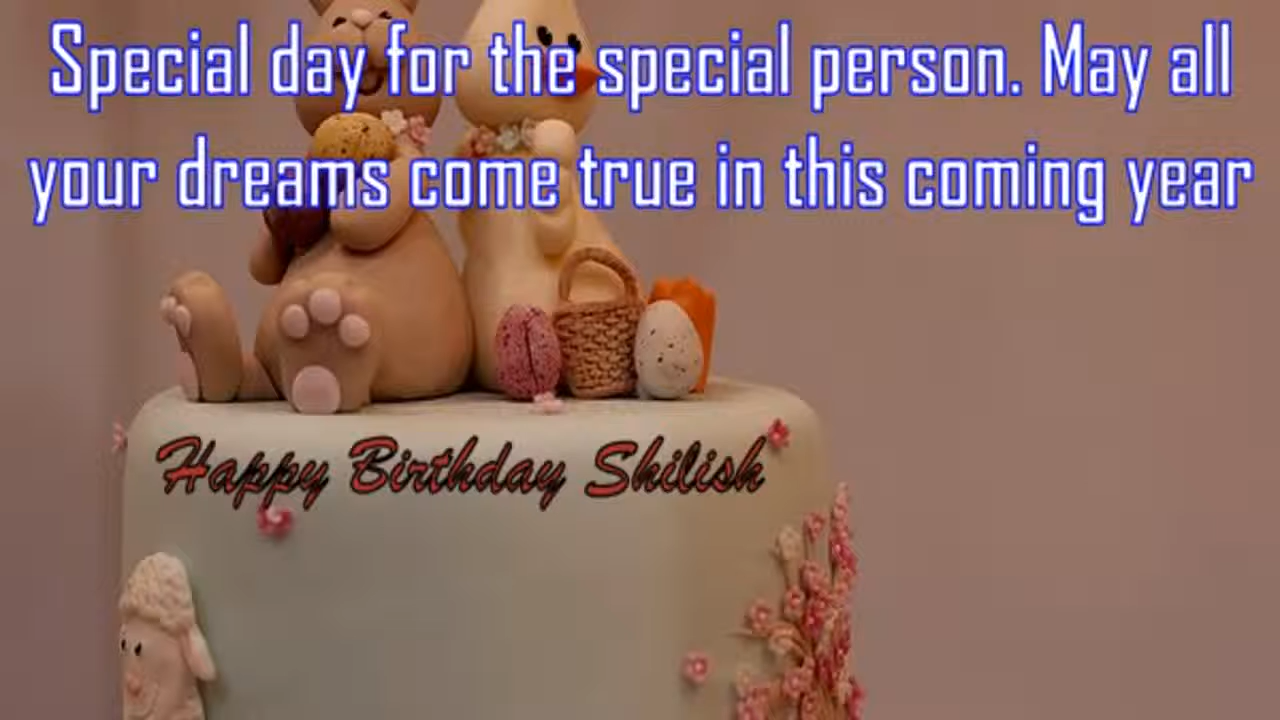 Special day for the special person. May all
your dreams come true in this coming year
Happy Birthday Shilish